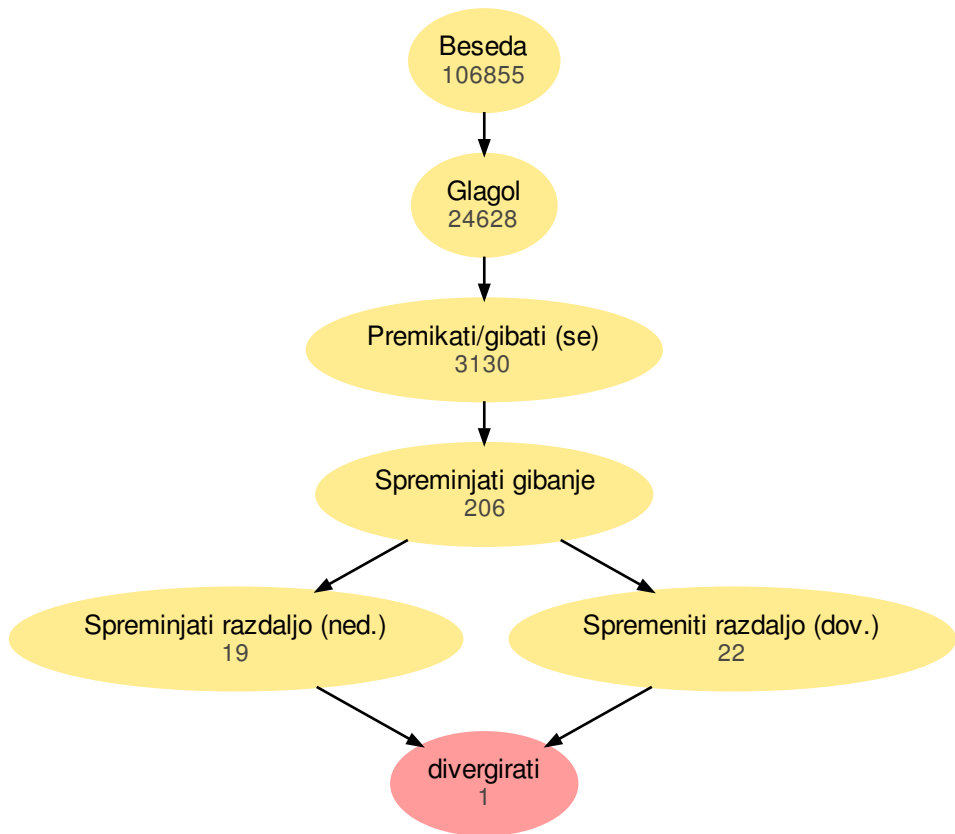 Beseda
106855
Glagol
24628
Premikati/gibati (se)
3130
Spreminjati gibanje
206
Spreminjati razdaljo (ned.)
19
Spremeniti razdaljo (dov.)
22
divergirati
1